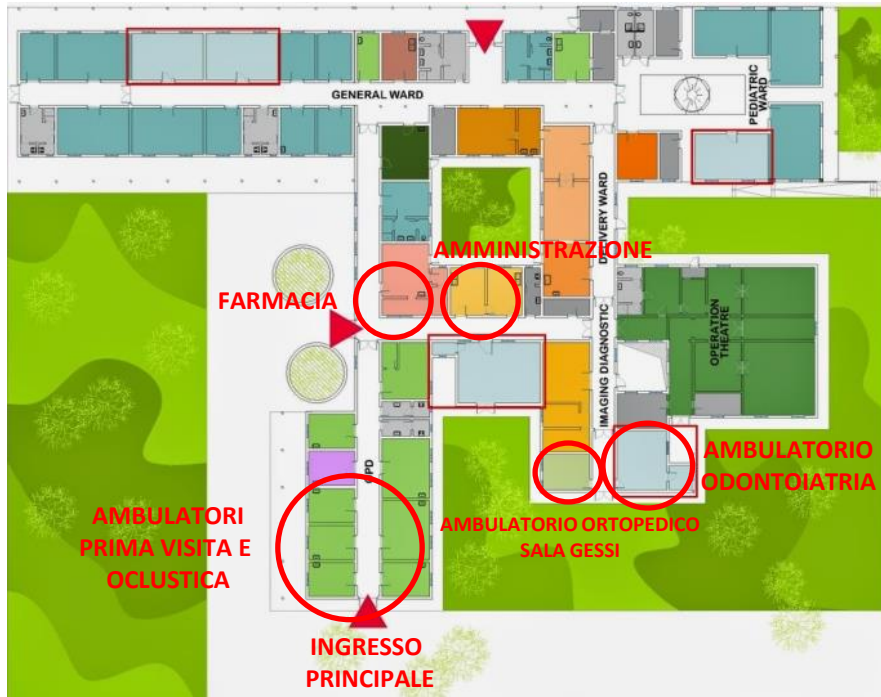 GENERAL WARD
PEDIATRIC
WARD
DELIVERY WARD
AMMINISTRAZIONE
FARMACIA
IMAGING DIAGNOSTIC
OPERATION
THEATRE
OPD
AMBULATORIO
ODONTOIATRIA
AMBULATORI
PRIMA VISITA E
OCLUSTICA
AMBULATORIO ORTOPEDICO
SALA GESSI
INGRESSO
PRINCIPALE